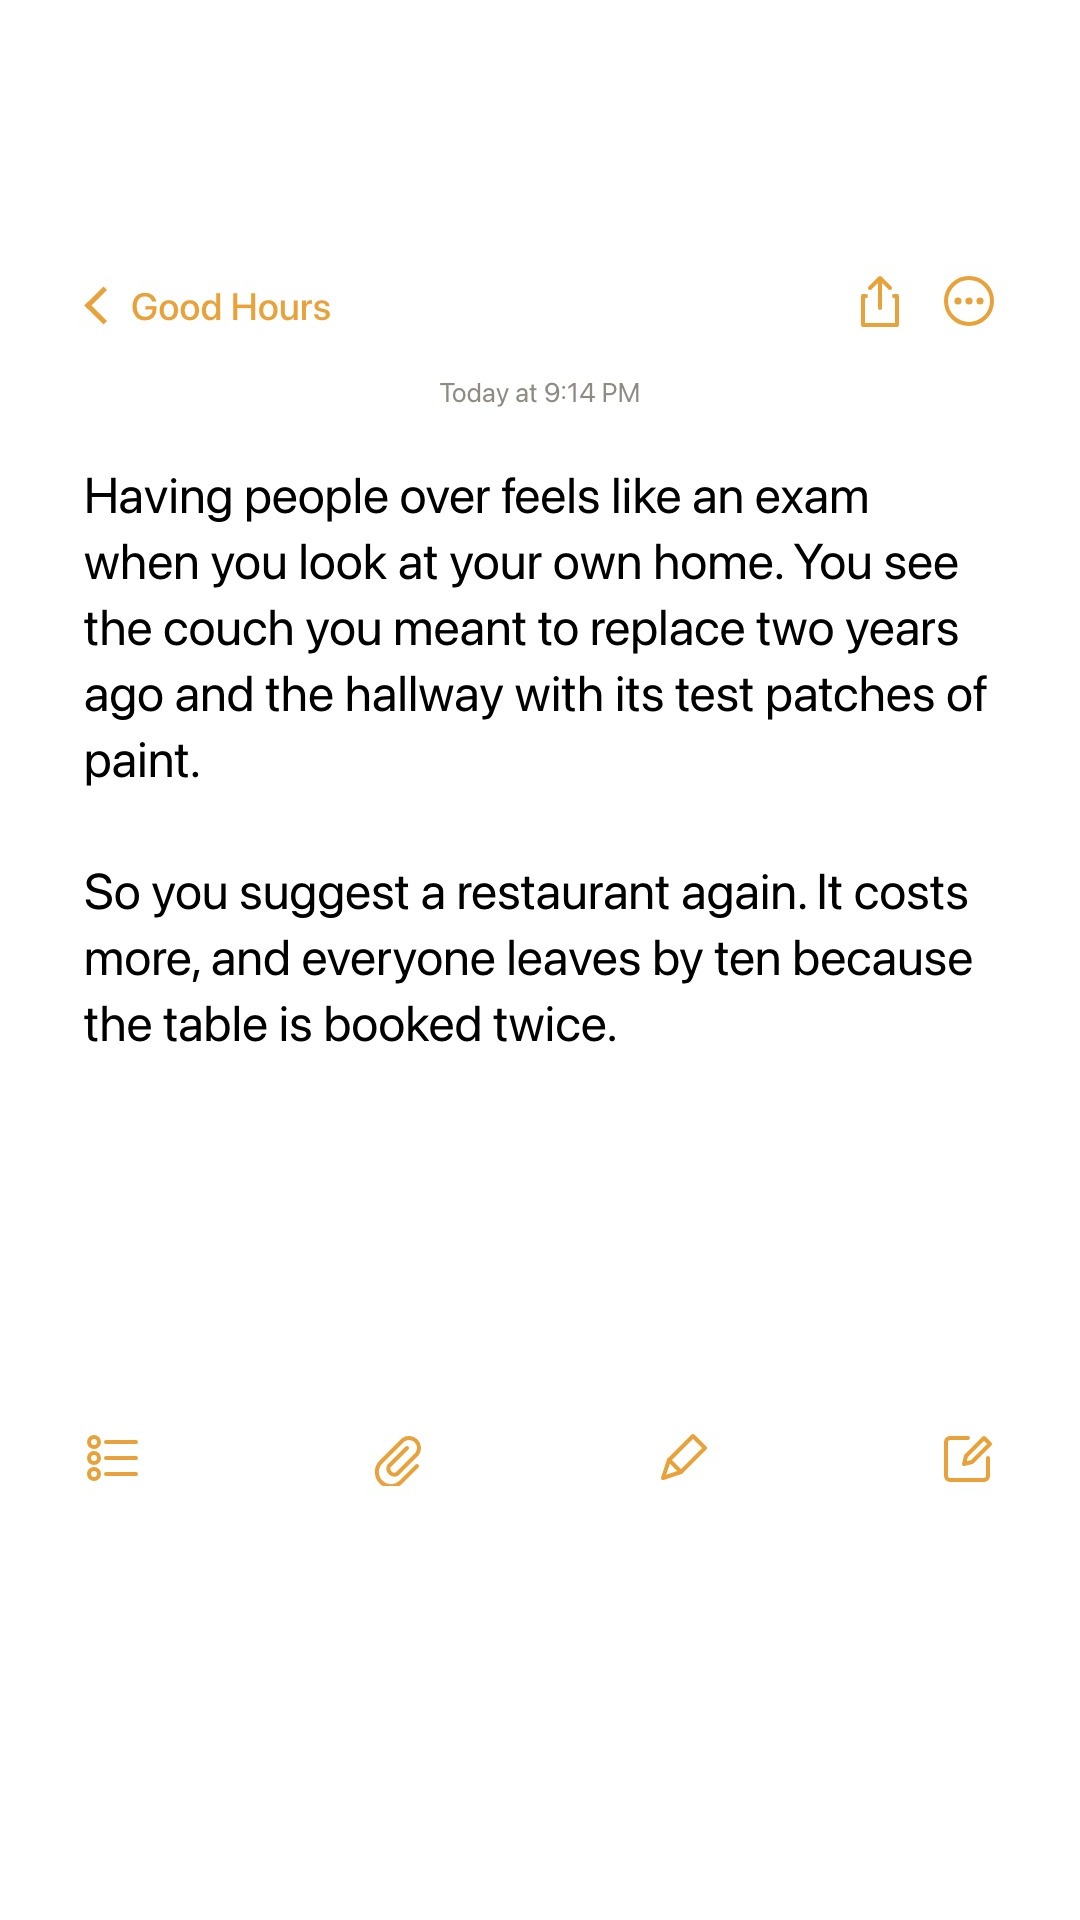 Good Hours
Today at 9:14 PM
Having people over feels like an exam
when you look at your own home. You see
the couch you meant to replace two years
ago and the hallway with its test patches of
paint.
So you suggest a restaurant again. It costs
more, and everyone leaves by ten because
the table is booked twice.